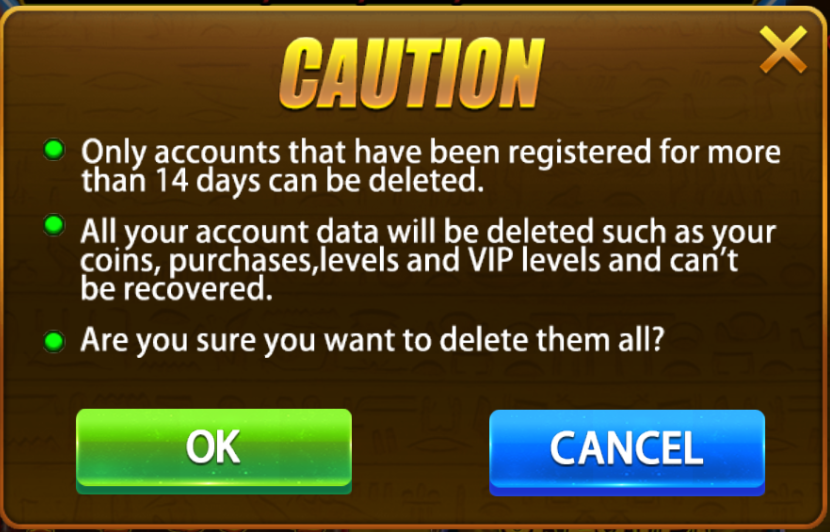 CAUTION
Only accounts that have been registered for more
than 14 days can be deleted.
All your account data will be deleted such as your
coins, purchases,levels and VIP levels and can't
be recovered.
Are you sure you want to delete them all?
OK
CANCEL